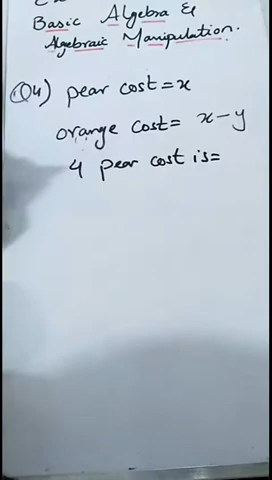 Basic Algebra &
Algebraic Manipulation.
Q4) pear cost = x
orange cost = x - y
4 pear cost is =